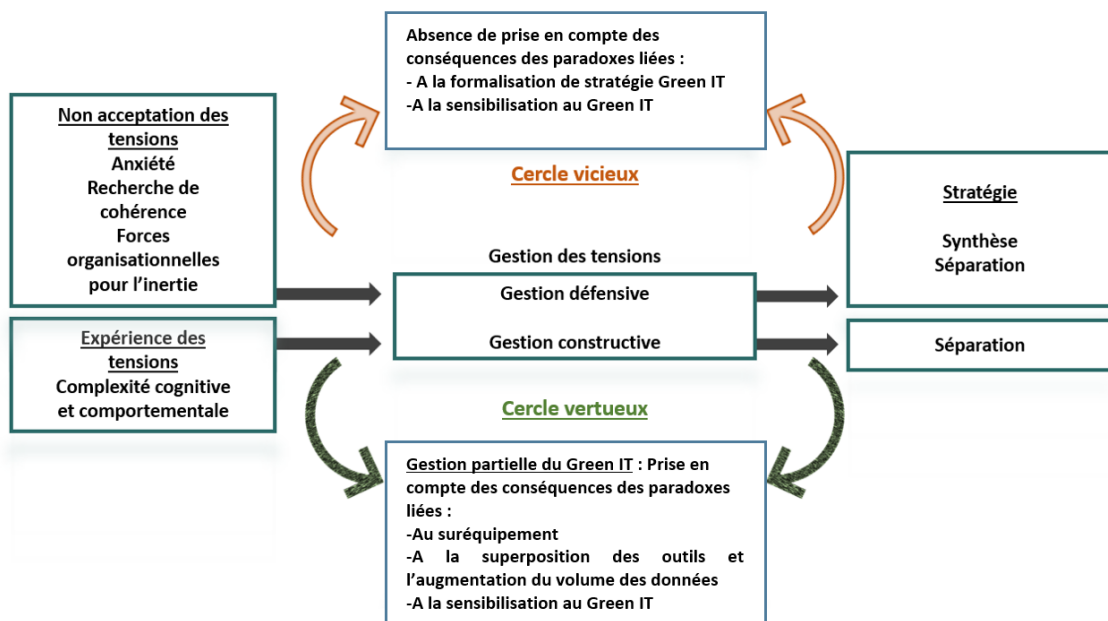 Absence de prise en compte des
conséquences des paradoxes liées :
- A la formalisation de stratégie Green IT
-A la sensibilisation au Green IT
Non acceptation des
tensions
Anxiété
Recherche de
cohérence
Forces
organisationnelles
pour l'inertie
Cercle vicieux
Stratégie
Synthèse
Séparation
Gestion des tensions
Gestion défensive
Gestion constructive
Expérience des
tensions
Complexité cognitive
et comportementale
Séparation
Cercle vertueux
Gestion partielle du Green IT : Prise en
compte des conséquences des paradoxes
liées :
-Au suréquipement
-A la superposition des outils et
l'augmentation du volume des données
-A la sensibilisation au Green IT